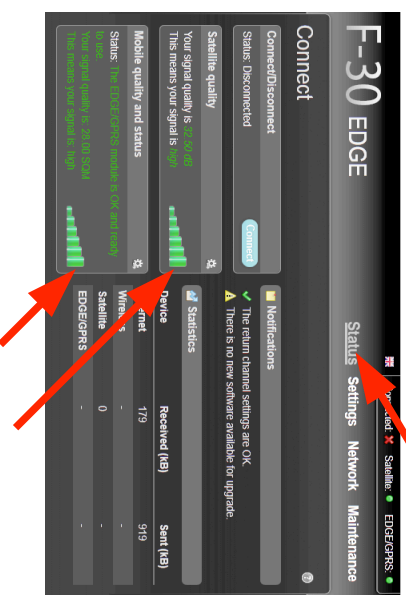 F-30 EDGE
Connected: Satellite: EDGE/GPRS:
Status Settings Network Maintenance
Connect
Connect/Disconnect
Status: Disconnected
Connect
Satellite quality
Your signal quality is 32.50 dB
This means your signal is high
Mobile quality and status
Status: The EDGE/GPRS module is OK and ready
to use.
Your signal quality is: 28.00 SQM
This means your signal is: high
Notifications
The return channel settings are OK.
There is no new software available for upgrade.
Statistics
Device Received (kB) Sent (kB)
179 919
Wireless - -
Satellite 0 -
EDGE/GPRS - -